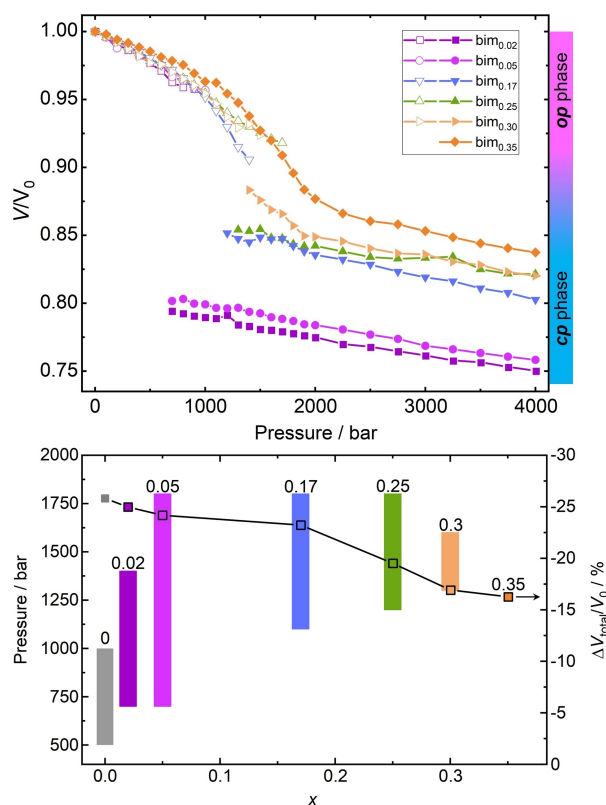 1.00
0.95
0.90
0.85
0.80
0.75
V/V0
bim0.02
bim0.05
bim0.17
bim0.25
bim0.30
bim0.35
op phase
cp phase
0
1000
2000
3000
4000
Pressure / bar
2000
1750
1500
1250
1000
750
500
Pressure / bar
0
0.02
0.05
0.17
0.25
0.3
0.35
-30
-25
-20
-15
-10
-5
0
ΔVtotal/V0 / %
0.0
0.1
0.2
0.3
x